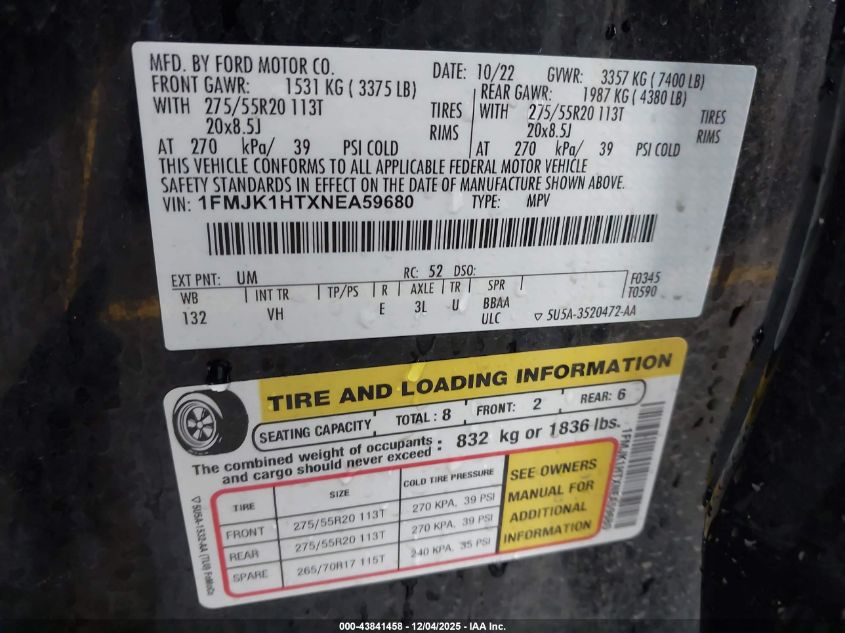 MFD. BY FORD MOTOR CO. DATE: 10/22 GVWR: 3357 KG ( 7400 LB)
FRONT GAWR: 1531 KG ( 3375 LB) REAR GAWR: 1987 KG ( 4380 LB)
WITH 275/55R20 113T TIRES WITH 275/55R20 113T TIRES
20x8.5J RIMS 20x8.5J RIMS
AT 270 kPa/ 39 PSI COLD AT 270 kPa/ 39 PSI COLD
THIS VEHICLE CONFORMS TO ALL APPLICABLE FEDERAL MOTOR VEHICLE
SAFETY STANDARDS IN EFFECT ON THE DATE OF MANUFACTURE SHOWN ABOVE.
VIN: 1FMJK1HTXNEA59680 TYPE: MPV
EXT PNT: UM RC: 52 DSO:
WB INT TR TP/PS R AXLE TR SPR F0345
132 VH E 3L U BBAA T0590
ULC ▽ 5U5A-3520472-AA
TIRE AND LOADING INFORMATION
SEATING CAPACITY TOTAL : 8 FRONT: 2 REAR: 6
The combined weight of occupants and cargo should never exceed : 832 kg or 1836 lbs.
TIRE SIZE COLD TIRE PRESSURE
FRONT 275/55R20 113T 270 KPA, 39 PSI
REAR 275/55R20 113T 270 KPA, 39 PSI
SPARE 265/70R17 115T 240 KPA, 35 PSI
SEE OWNERS
MANUAL FOR
ADDITIONAL
INFORMATION
▽ 5U5A-1532-AA (TLU) FoMoCo
1FMJK1HTXNEA59680
000-43841458 - 12/04/2025 - IAA Inc.